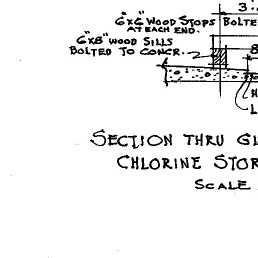 3.
6"x6" WOOD STOPS BOLTE
AT EACH END.
6"x8" WOOD SILLS
BOLTED TO CONCR. 8
H
L
SECTION THRU GL
CHLORINE STOR
SCALE